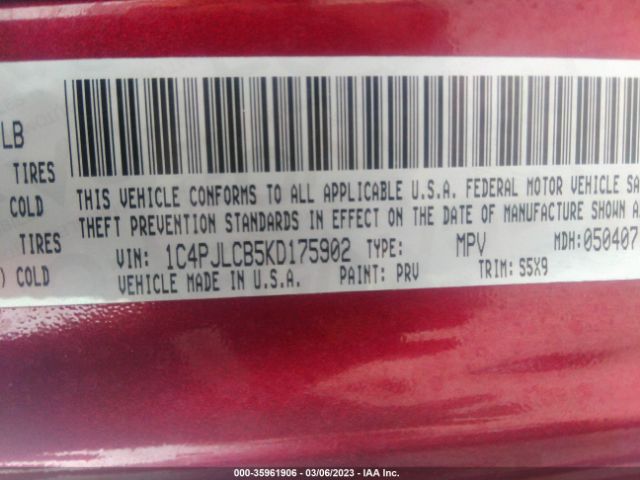 LB
TIRES
COLD
TIRES
) COLD
THIS VEHICLE CONFORMS TO ALL APPLICABLE U.S.A. FEDERAL MOTOR VEHICLE SA
THEFT PREVENTION STANDARDS IN EFFECT ON THE DATE OF MANUFACTURE SHOWN A
VIN: 1C4PJLCB5KD175902 TYPE: MPV MDH:050407
VEHICLE MADE IN U.S.A. PAINT: PRV TRIM: S5X9
000-35961906 - 03/06/2023 - IAA Inc.